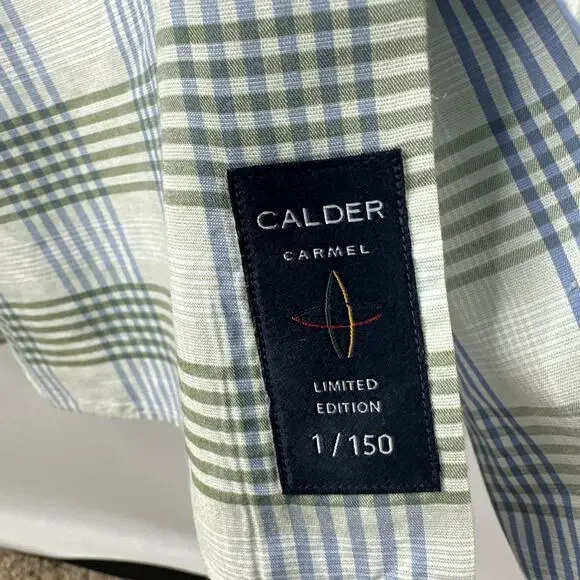 CALDER
CARMEL
LIMITED
EDITION
1/150